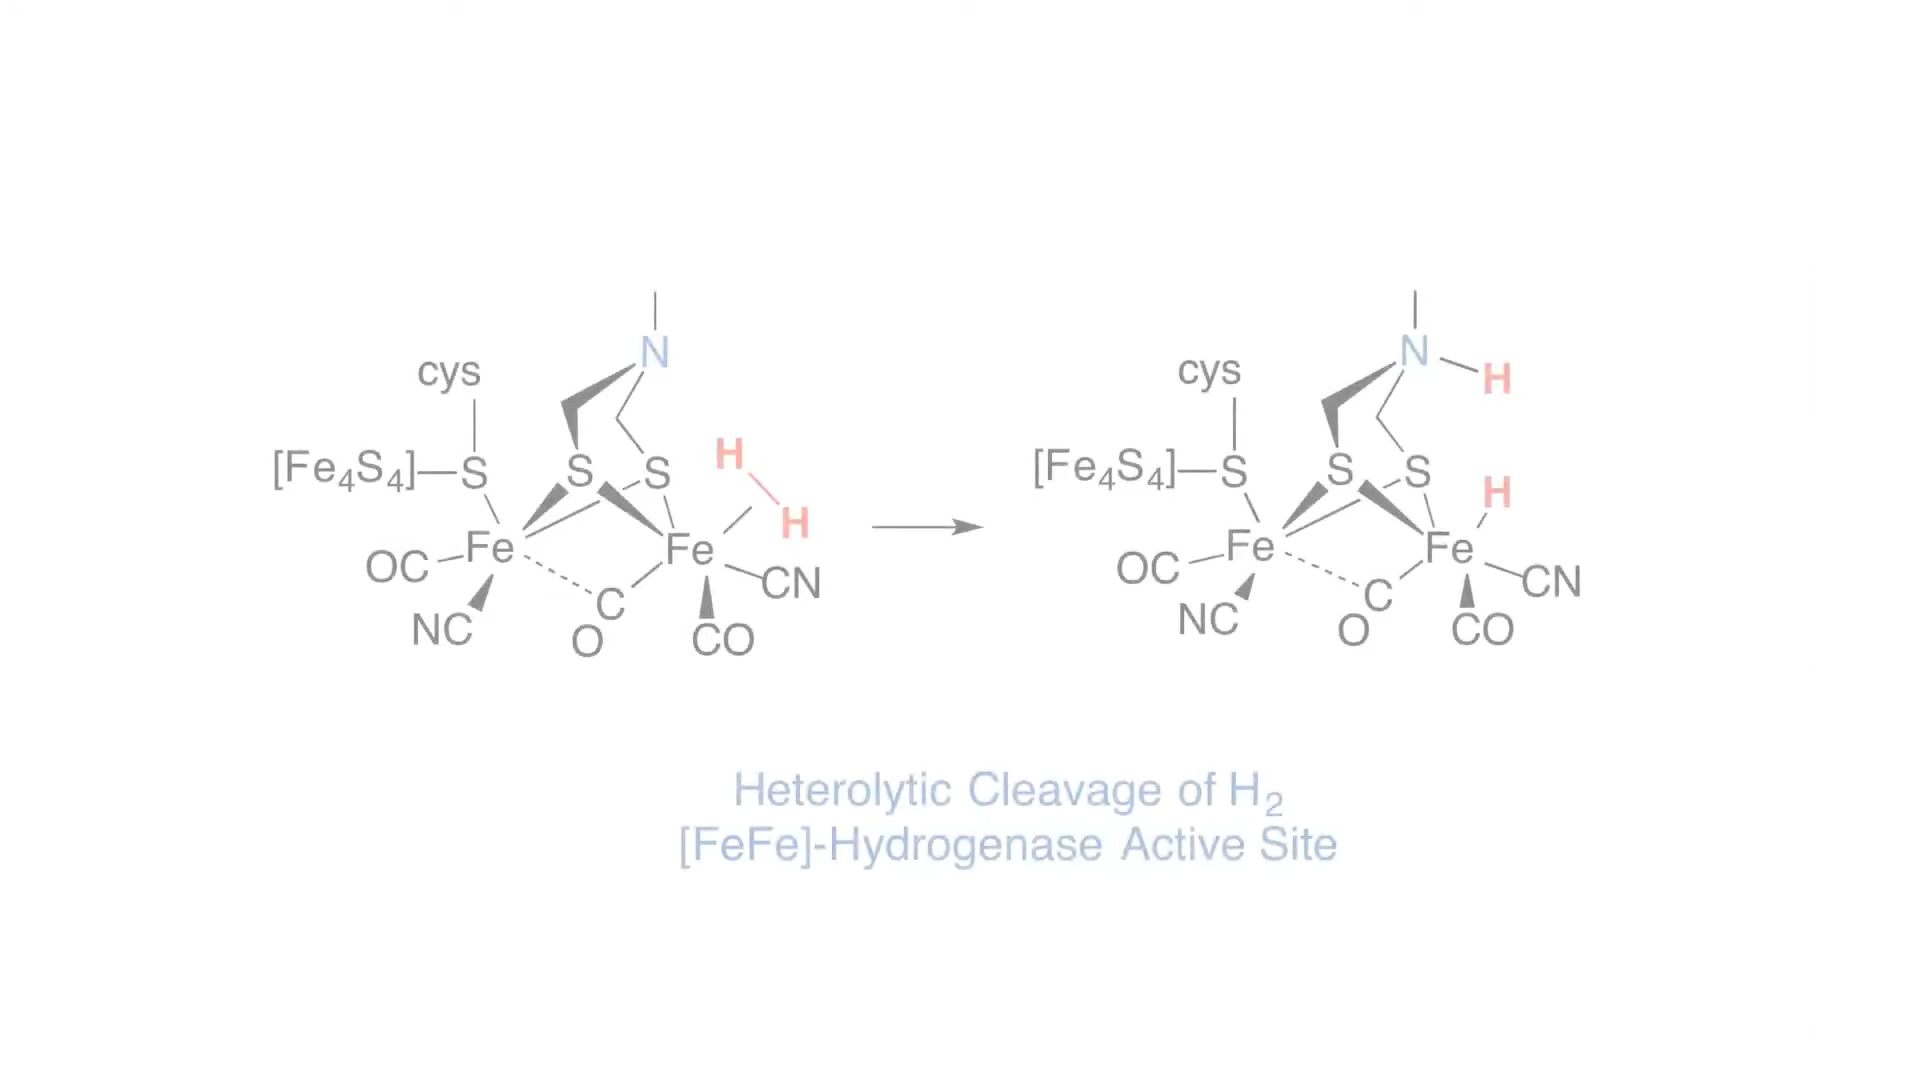 N
cys
H
[Fe4S4]
S
S
S
H
Fe
Fe
OC
CN
C
NC
O
CO
N
H
cys
[Fe4S4]
S
S
S
H
Fe
Fe
OC
CN
C
NC
O
CO
Heterolytic Cleavage of H2
[FeFe]-Hydrogenase Active Site